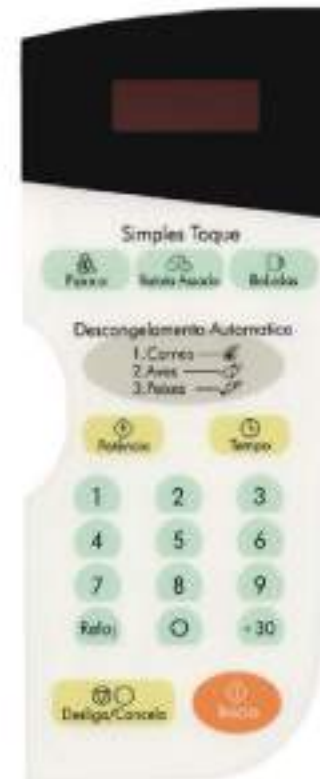 Simples Toque
Pipoca Batata Assada Bebidas
Descongelamento Automatico
1.Carnes
2.Aves
3.Peixes
Potência Tempo
1 2 3
4 5 6
7 8 9
Reloj 0 +30
Desliga/Cancela Início